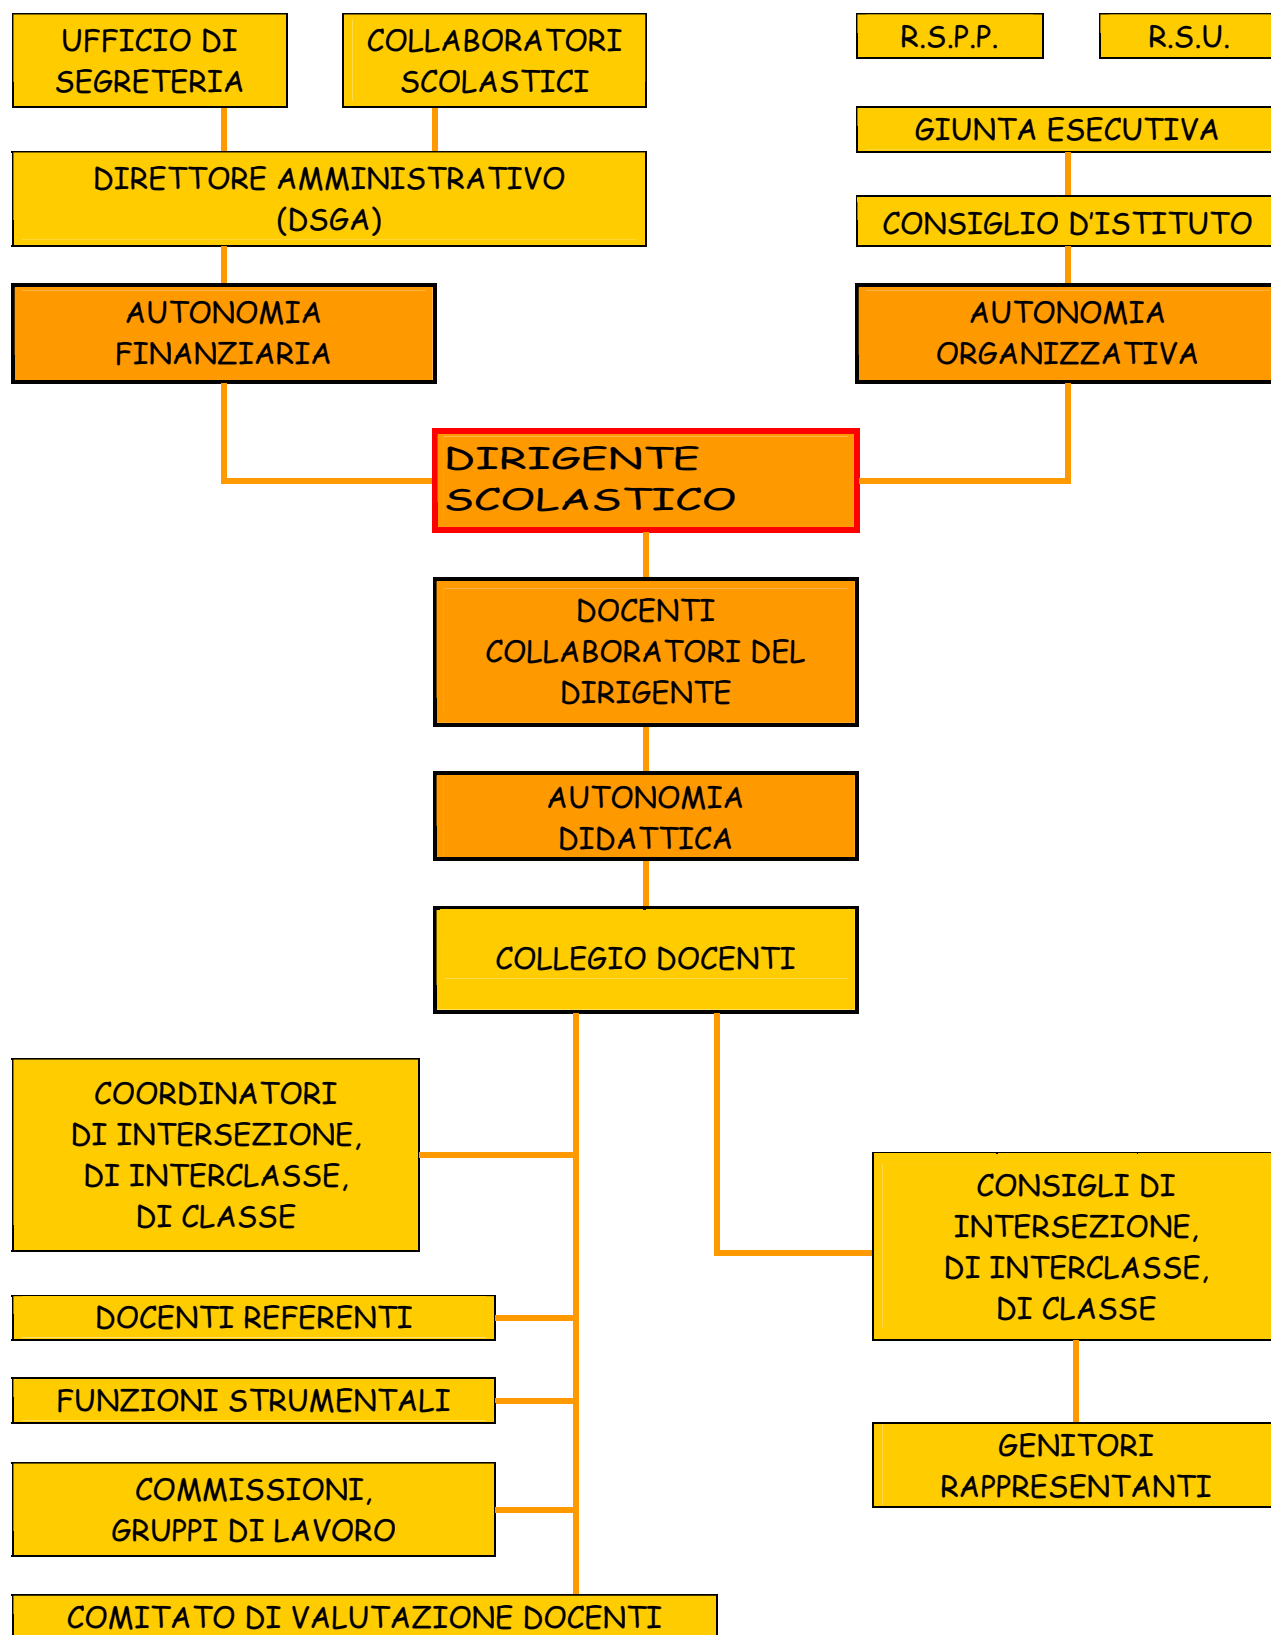 UFFICIO DI
SEGRETERIA
COLLABORATORI
SCOLASTICI
R.S.P.P.
R.S.U.
GIUNTA ESECUTIVA
DIRETTORE AMMINISTRATIVO
(DSGA)
CONSIGLIO D'ISTITUTO
AUTONOMIA
FINANZIARIA
AUTONOMIA
ORGANIZZATIVA
DIRIGENTE
SCOLASTICO
DOCENTI
COLLABORATORI DEL
DIRIGENTE
AUTONOMIA
DIDATTICA
COLLEGIO DOCENTI
COORDINATORI
DI INTERSEZIONE,
DI INTERCLASSE,
DI CLASSE
CONSIGLI DI
INTERSEZIONE,
DI INTERCLASSE,
DI CLASSE
DOCENTI REFERENTI
FUNZIONI STRUMENTALI
GENITORI
RAPPRESENTANTI
COMMISSIONI,
GRUPPI DI LAVORO
COMITATO DI VALUTAZIONE DOCENTI